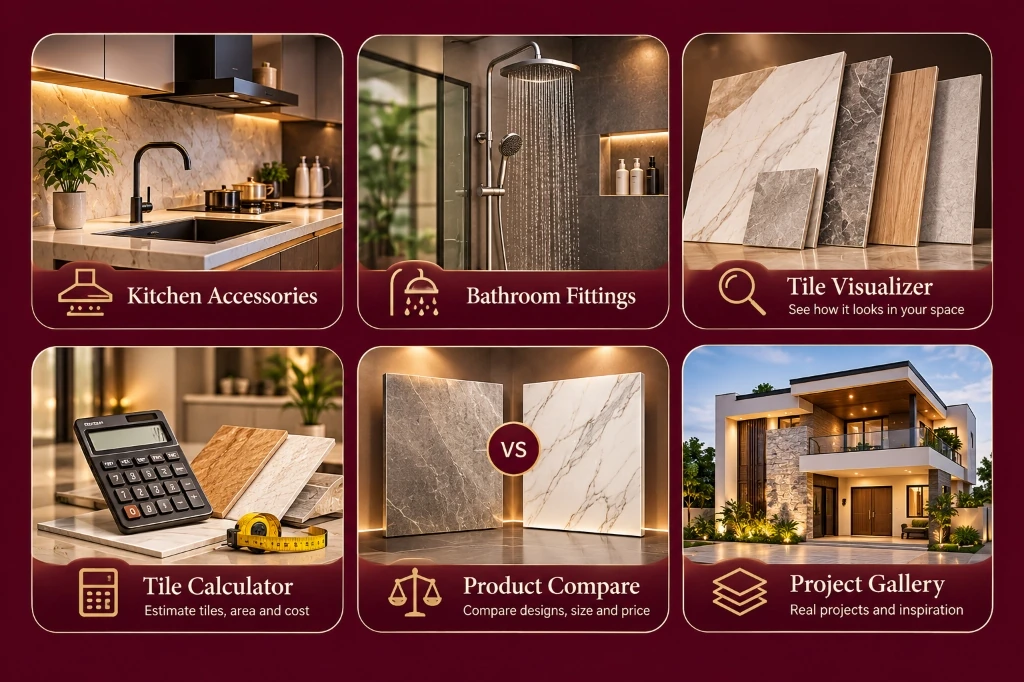 Kitchen Accessories
Bathroom Fittings
Tile Visualizer
See how it looks in your space
VS
Tile Calculator
Estimate tiles, area and cost
Product Compare
Compare designs, size and price
Project Gallery
Real projects and inspiration